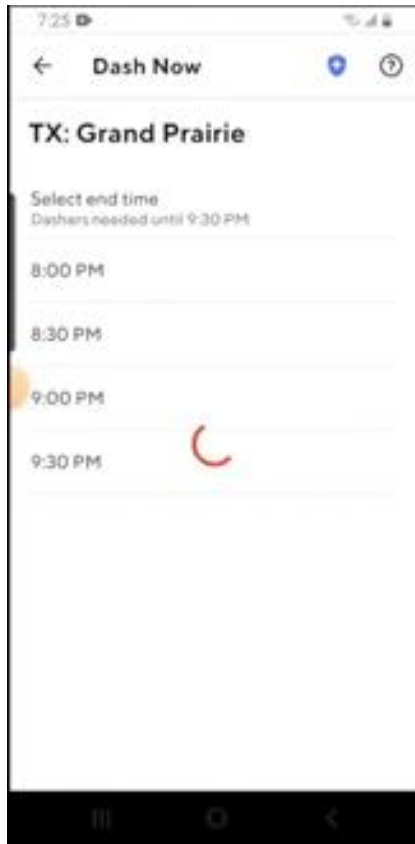 7:25
Dash Now
TX: Grand Prairie
Select end time
Dashers needed until 9:30 PM
8:00 PM
8:30 PM
9:00 PM
9:30 PM